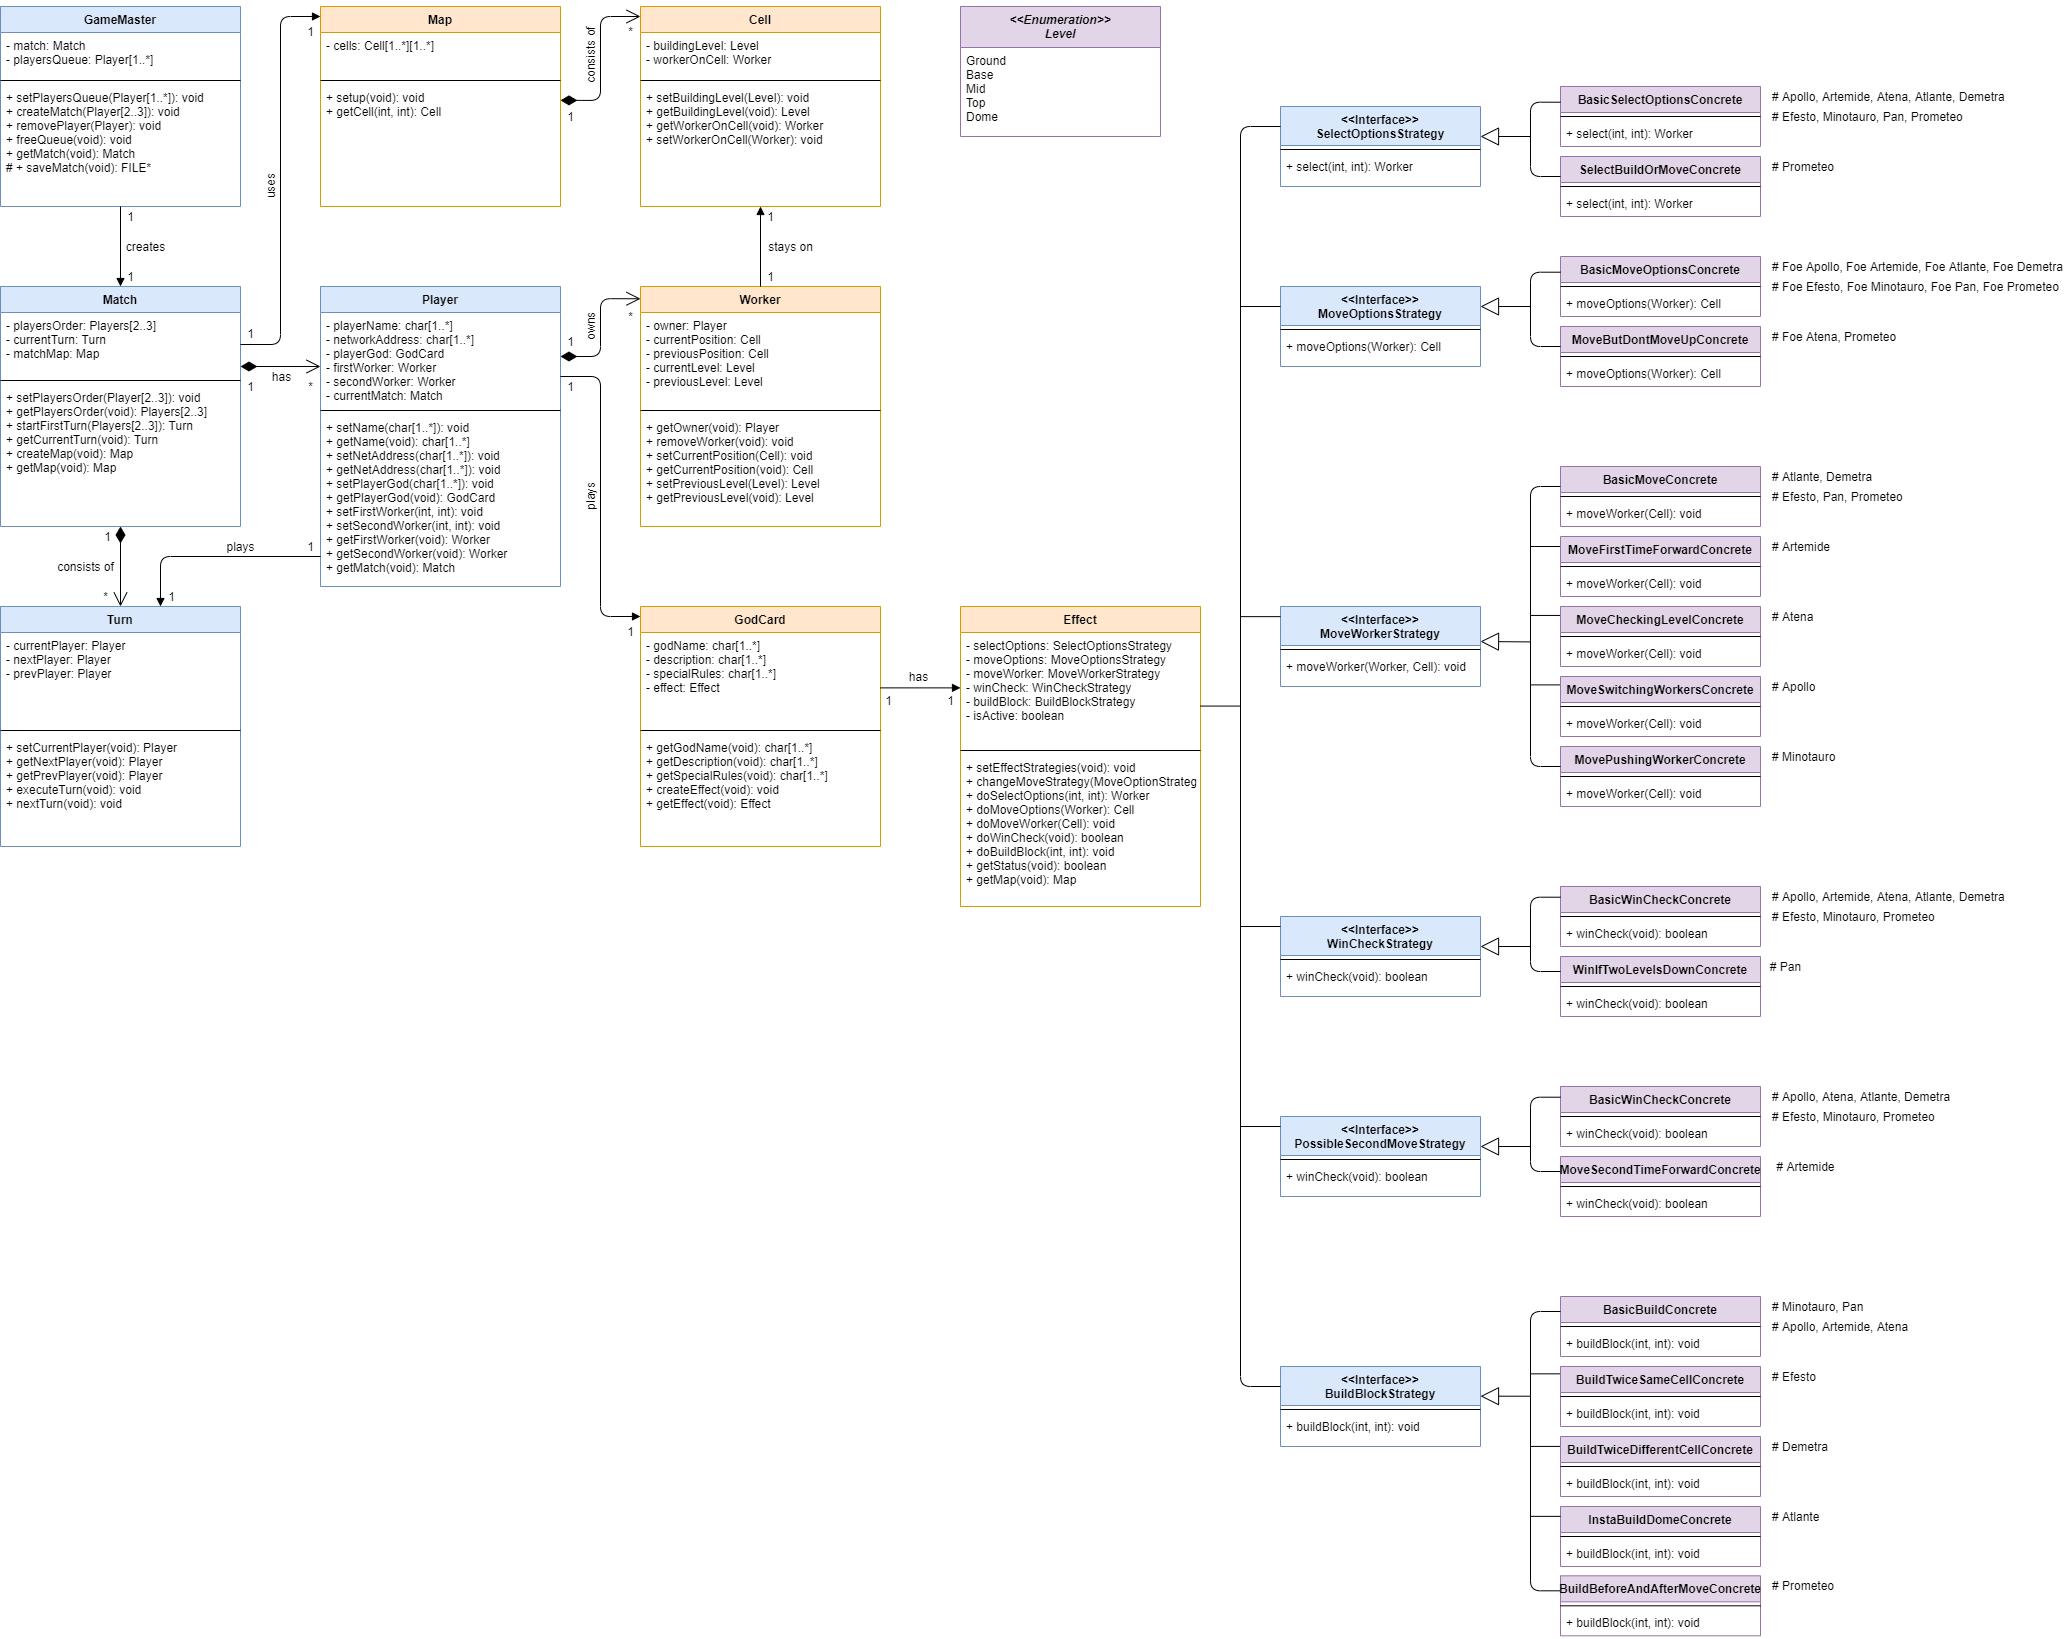 GameMaster
- match: Match
- playersQueue: Player[1..*]
+ setPlayersQueue(Player[1..*]): void
+ createMatch(Player[2..3]): void
+ removePlayer(Player): void
+ freeQueue(void): void
+ getMatch(void): Match
# + saveMatch(void): FILE*
1
creates
1
uses
1
1
Map
- cells: Cell[1..*][1..*]
+ setup(void): void
+ getCell(int, int): Cell
1
consists of
*
Cell
- buildingLevel: Level
- workerOnCell: Worker
+ setBuildingLevel(Level): void
+ getBuildingLevel(void): Level
+ getWorkerOnCell(void): Worker
+ setWorkerOnCell(Worker): void
1
stays on
1
<<Enumeration>>
Level
Ground
Base
Mid
Top
Dome
Match
- playersOrder: Players[2..3]
- currentTurn: Turn
- matchMap: Map
+ setPlayersOrder(Player[2..3]): void
+ getPlayersOrder(void): Players[2..3]
+ startFirstTurn(Players[2..3]): Turn
+ getCurrentTurn(void): Turn
+ createMap(void): Map
+ getMap(void): Map
1
has
*
Player
- playerName: char[1..*]
- networkAddress: char[1..*]
- playerGod: GodCard
- firstWorker: Worker
- secondWorker: Worker
- currentMatch: Match
+ setName(char[1..*]): void
+ getName(void): char[1..*]
+ setNetAddress(char[1..*]): void
+ getNetAddress(char[1..*]): void
+ setPlayerGod(char[1..*]): void
+ getPlayerGod(void): GodCard
+ setFirstWorker(int, int): void
+ setSecondWorker(int, int): void
+ getFirstWorker(void): Worker
+ getSecondWorker(void): Worker
+ getMatch(void): Match
1
owns
*
1
plays
1
Worker
- owner: Player
- currentPosition: Cell
- previousPosition: Cell
- currentLevel: Level
- previousLevel: Level
+ getOwner(void): Player
+ removeWorker(void): void
+ setCurrentPosition(Cell): void
+ getCurrentPosition(void): Cell
+ setPreviousLevel(Level): Level
+ getPreviousLevel(void): Level
1
consists of
*
plays
1
1
Turn
- currentPlayer: Player
- nextPlayer: Player
- prevPlayer: Player
+ setCurrentPlayer(void): Player
+ getNextPlayer(void): Player
+ getPrevPlayer(void): Player
+ executeTurn(void): void
+ nextTurn(void): void
GodCard
- godName: char[1..*]
- description: char[1..*]
- specialRules: char[1..*]
- effect: Effect
+ getGodName(void): char[1..*]
+ getDescription(void): char[1..*]
+ getSpecialRules(void): char[1..*]
+ createEffect(void): void
+ getEffect(void): Effect
has
1
1
Effect
- selectOptions: SelectOptionsStrategy
- moveOptions: MoveOptionsStrategy
- moveWorker: MoveWorkerStrategy
- winCheck: WinCheckStrategy
- buildBlock: BuildBlockStrategy
- isActive: boolean
+ setEffectStrategies(void): void
+ changeMoveStrategy(MoveOptionStrateg
+ doSelectOptions(int, int): Worker
+ doMoveOptions(Worker): Cell
+ doMoveWorker(Cell): void
+ doWinCheck(void): boolean
+ doBuildBlock(int, int): void
+ getStatus(void): boolean
+ getMap(void): Map
<<Interface>>
SelectOptionsStrategy
+ select(int, int): Worker
BasicSelectOptionsConcrete
+ select(int, int): Worker
# Apollo, Artemide, Atena, Atlante, Demetra
# Efesto, Minotauro, Pan, Prometeo
SelectBuildOrMoveConcrete
+ select(int, int): Worker
# Prometeo
<<Interface>>
MoveOptionsStrategy
+ moveOptions(Worker): Cell
BasicMoveOptionsConcrete
+ moveOptions(Worker): Cell
# Foe Apollo, Foe Artemide, Foe Atlante, Foe Demetra
# Foe Efesto, Foe Minotauro, Foe Pan, Foe Prometeo
MoveButDontMoveUpConcrete
+ moveOptions(Worker): Cell
# Foe Atena, Prometeo
<<Interface>>
MoveWorkerStrategy
+ moveWorker(Worker, Cell): void
BasicMoveConcrete
+ moveWorker(Cell): void
# Atlante, Demetra
# Efesto, Pan, Prometeo
MoveFirstTimeForwardConcrete
+ moveWorker(Cell): void
# Artemide
MoveCheckingLevelConcrete
+ moveWorker(Cell): void
# Atena
MoveSwitchingWorkersConcrete
+ moveWorker(Cell): void
# Apollo
MovePushingWorkerConcrete
+ moveWorker(Cell): void
# Minotauro
<<Interface>>
WinCheckStrategy
+ winCheck(void): boolean
BasicWinCheckConcrete
+ winCheck(void): boolean
# Apollo, Artemide, Atena, Atlante, Demetra
# Efesto, Minotauro, Prometeo
WinIfTwoLevelsDownConcrete
+ winCheck(void): boolean
# Pan
<<Interface>>
PossibleSecondMoveStrategy
+ winCheck(void): boolean
BasicWinCheckConcrete
+ winCheck(void): boolean
# Apollo, Atena, Atlante, Demetra
# Efesto, Minotauro, Prometeo
MoveSecondTimeForwardConcrete
+ winCheck(void): boolean
# Artemide
<<Interface>>
BuildBlockStrategy
+ buildBlock(int, int): void
BasicBuildConcrete
+ buildBlock(int, int): void
# Minotauro, Pan
# Apollo, Artemide, Atena
BuildTwiceSameCellConcrete
+ buildBlock(int, int): void
# Efesto
BuildTwiceDifferentCellConcrete
+ buildBlock(int, int): void
# Demetra
InstaBuildDomeConcrete
+ buildBlock(int, int): void
# Atlante
BuildBeforeAndAfterMoveConcrete
+ buildBlock(int, int): void
# Prometeo